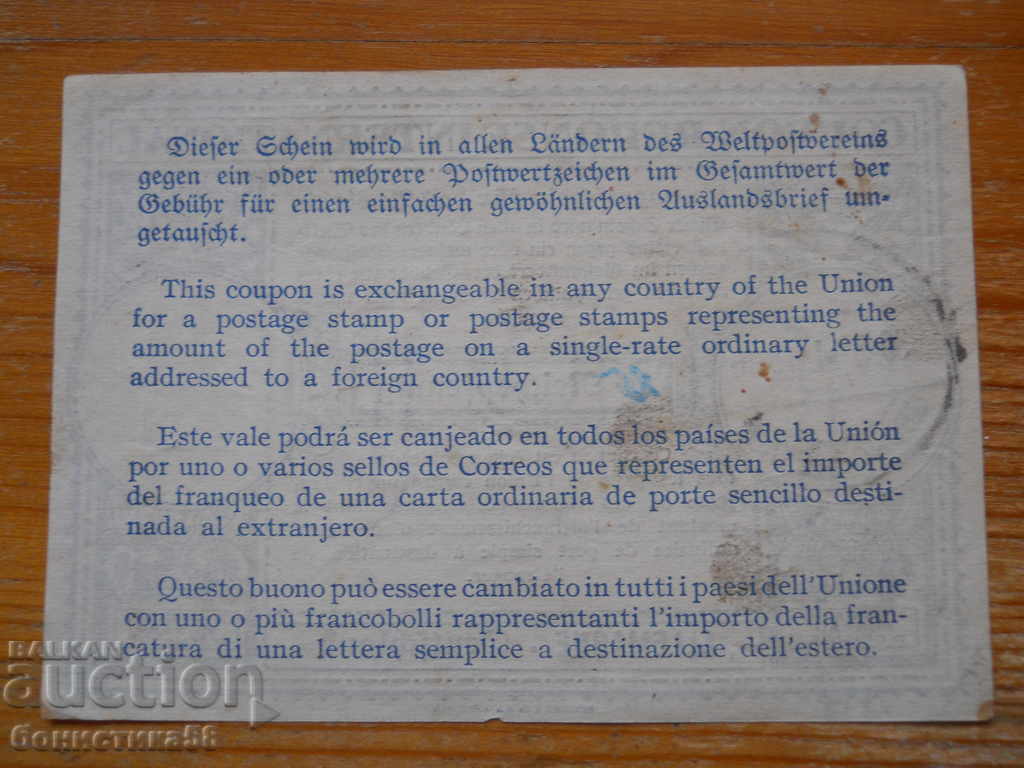 Dieser Schein wird in allen Ländern des Weltpostvereins
gegen ein oder mehrere Postwertzeichen im Gesamtwert der
Gebühr für einen einfachen gewöhnlichen Auslandsbrief um-
getauscht.
This coupon is exchangeable in any country of the Union
for a postage stamp or postage stamps representing the
amount of the postage on a single-rate ordinary letter
addressed to a foreign country.
Este vale podrá ser canjeado en todos los países de la Unión
por uno o varios sellos de Correos que representen el importe
del franqueo de una carta ordinaria de porte sencillo desti-
nada al extranjero.
Questo buono può essere cambiato in tutti i paesi dell'Unione
con uno o più francobolli rappresentanti l'importo della fran-
catura di una lettera semplice a destinazione dell'estero.
BALKAN
auction
бонистика58